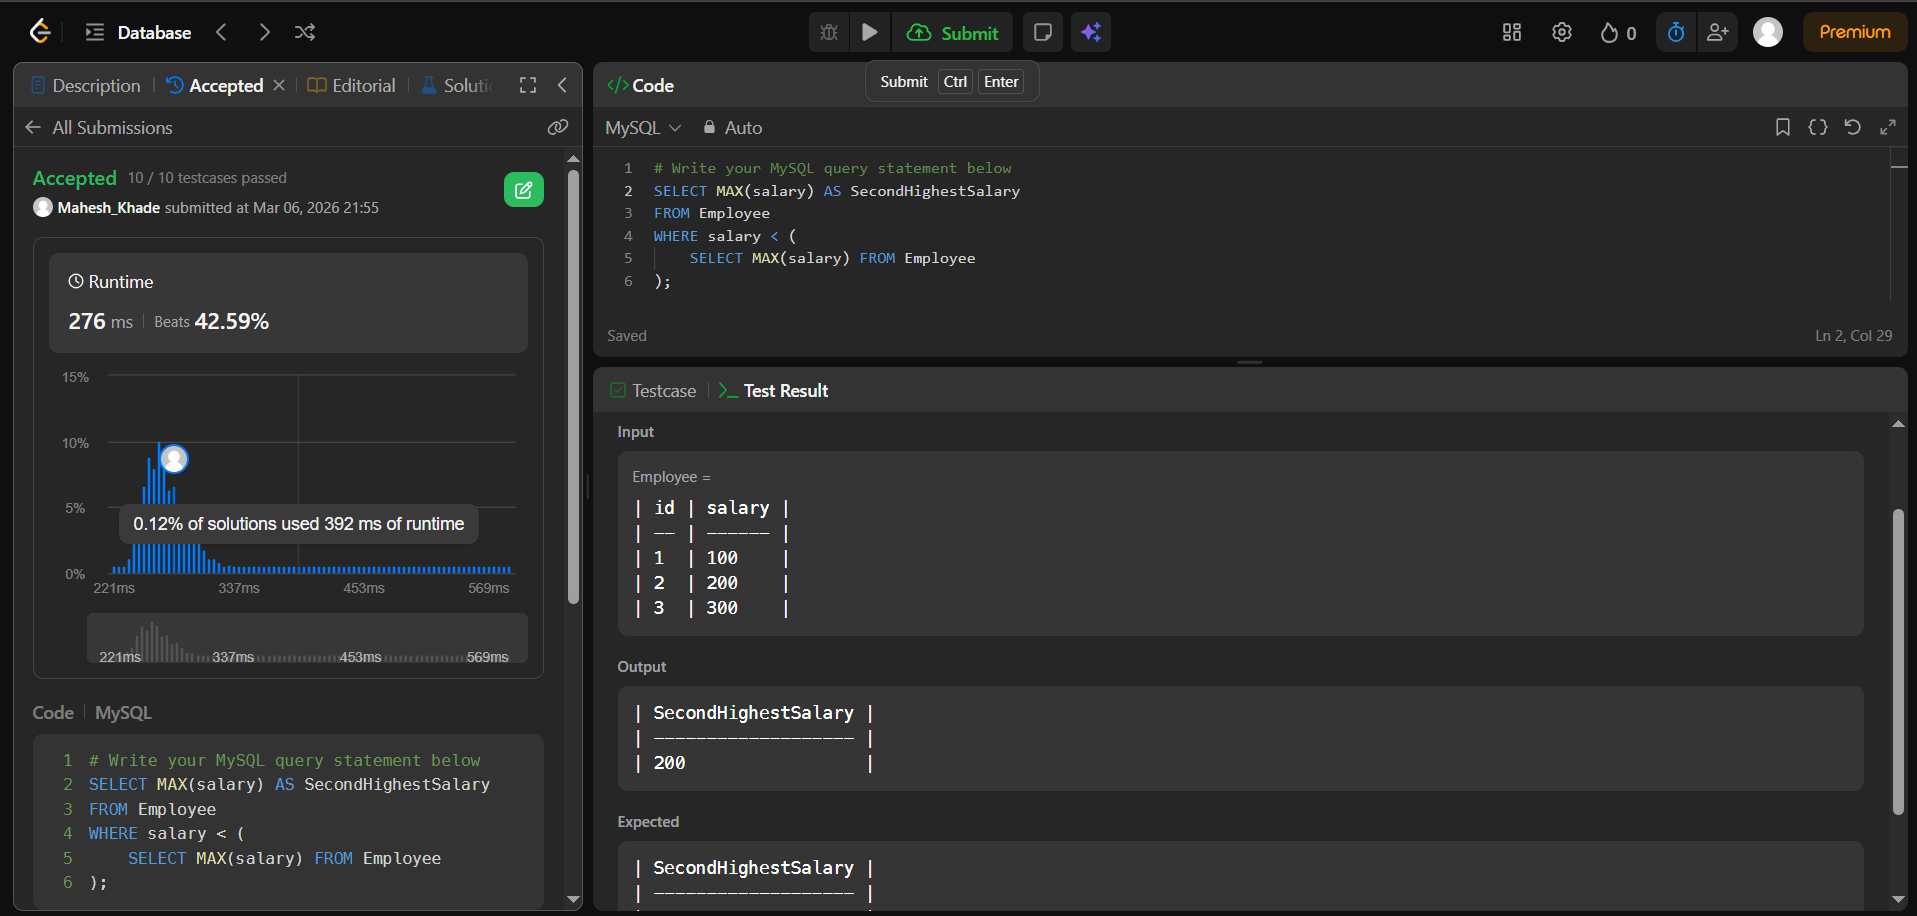 Database
Submit
0
Premium
Submit Ctrl Enter
Description
Accepted
Editorial
Soluti
All Submissions
Accepted 10 / 10 testcases passed
Mahesh_Khade submitted at Mar 06, 2026 21:55
Runtime
276 ms Beats 42.59%
15%
10%
5%
0.12% of solutions used 392 ms of runtime
0%
221ms 337ms 453ms 569ms
221ms 337ms 453ms 569ms
Code MySQL
1 # Write your MySQL query statement below
2 SELECT MAX(salary) AS SecondHighestSalary
3 FROM Employee
4 WHERE salary < (
5 SELECT MAX(salary) FROM Employee
6 );
</> Code
MySQL Auto
1 # Write your MySQL query statement below
2 SELECT MAX(salary) AS SecondHighestSalary
3 FROM Employee
4 WHERE salary < (
5 SELECT MAX(salary) FROM Employee
6 );
Saved
Ln 2, Col 29
Testcase
>_ Test Result
Input
Employee =
| id | salary |
| -- | ------ |
| 1 | 100 |
| 2 | 200 |
| 3 | 300 |
Output
| SecondHighestSalary |
| ------------------- |
| 200 |
Expected
| SecondHighestSalary |
| ------------------- |